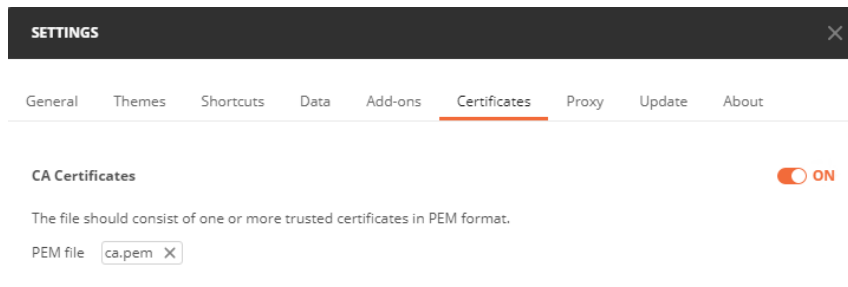 SETTINGS
General Themes Shortcuts Data Add-ons Certificates Proxy Update About
CA Certificates ON
The file should consist of one or more trusted certificates in PEM format.
PEM file ca.pem